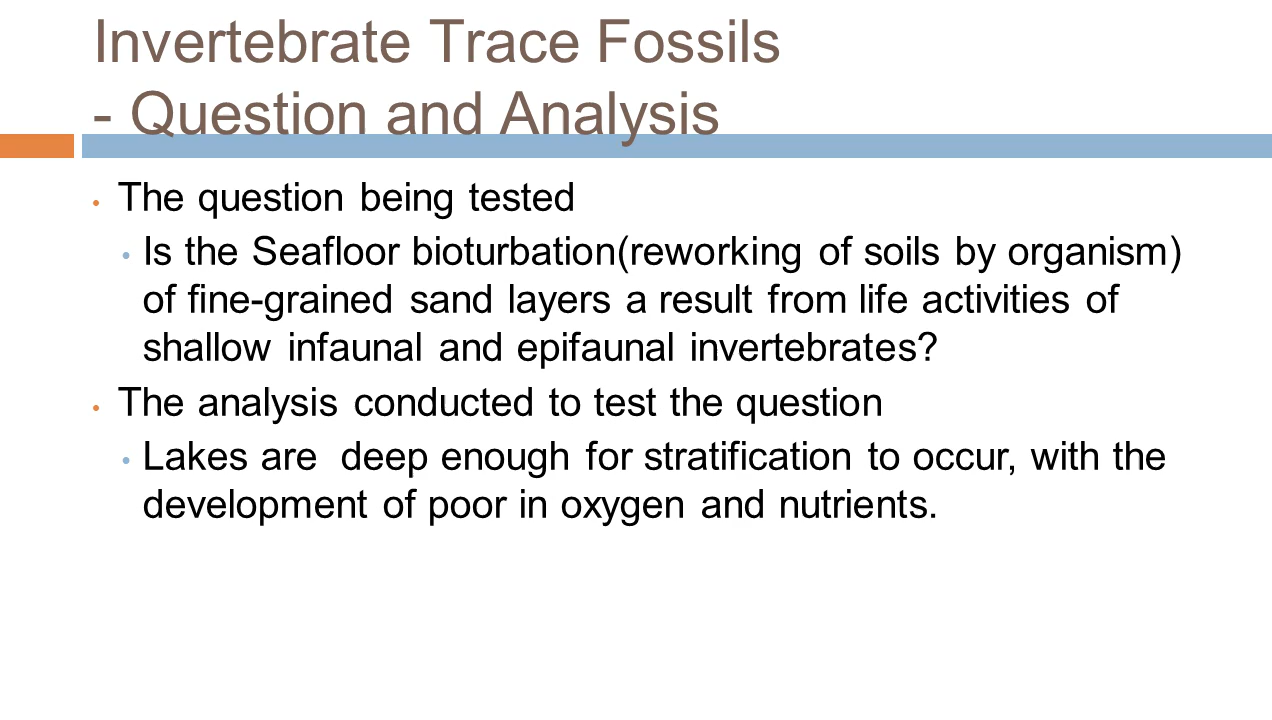 Invertebrate Trace Fossils
- Question and Analysis
• The question being tested
• Is the Seafloor bioturbation(reworking of soils by organism)
of fine-grained sand layers a result from life activities of
shallow infaunal and epifaunal invertebrates?
• The analysis conducted to test the question
• Lakes are  deep enough for stratification to occur, with the
development of poor in oxygen and nutrients.